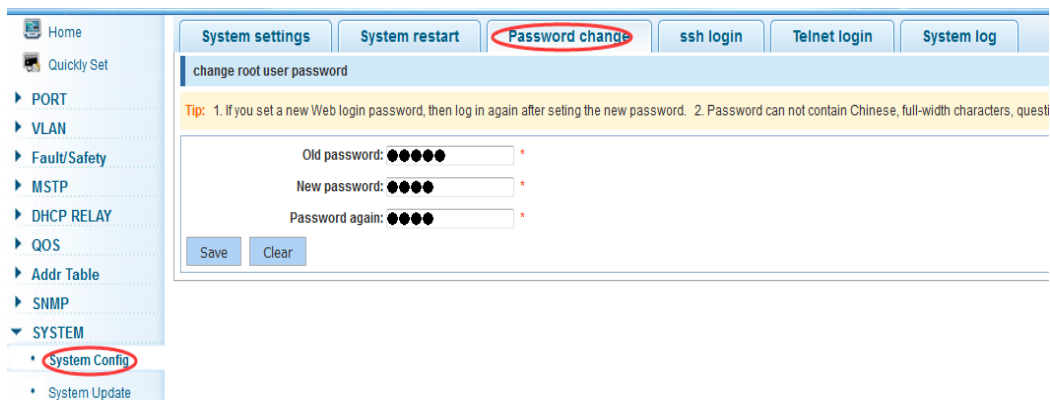 Home
Quickly Set
PORT
VLAN
Fault/Safety
MSTP
DHCP RELAY
QOS
Addr Table
SNMP
SYSTEM
System Config
System Update
System settings
System restart
Password change
ssh login
Telnet login
System log
change root user password
Tip: 1. If you set a new Web login password, then log in again after seting the new password. 2. Password can not contain Chinese, full-width characters, questi
Old password: ●●●●● *
New password: ●●●● *
Password again: ●●●● *
Save
Clear